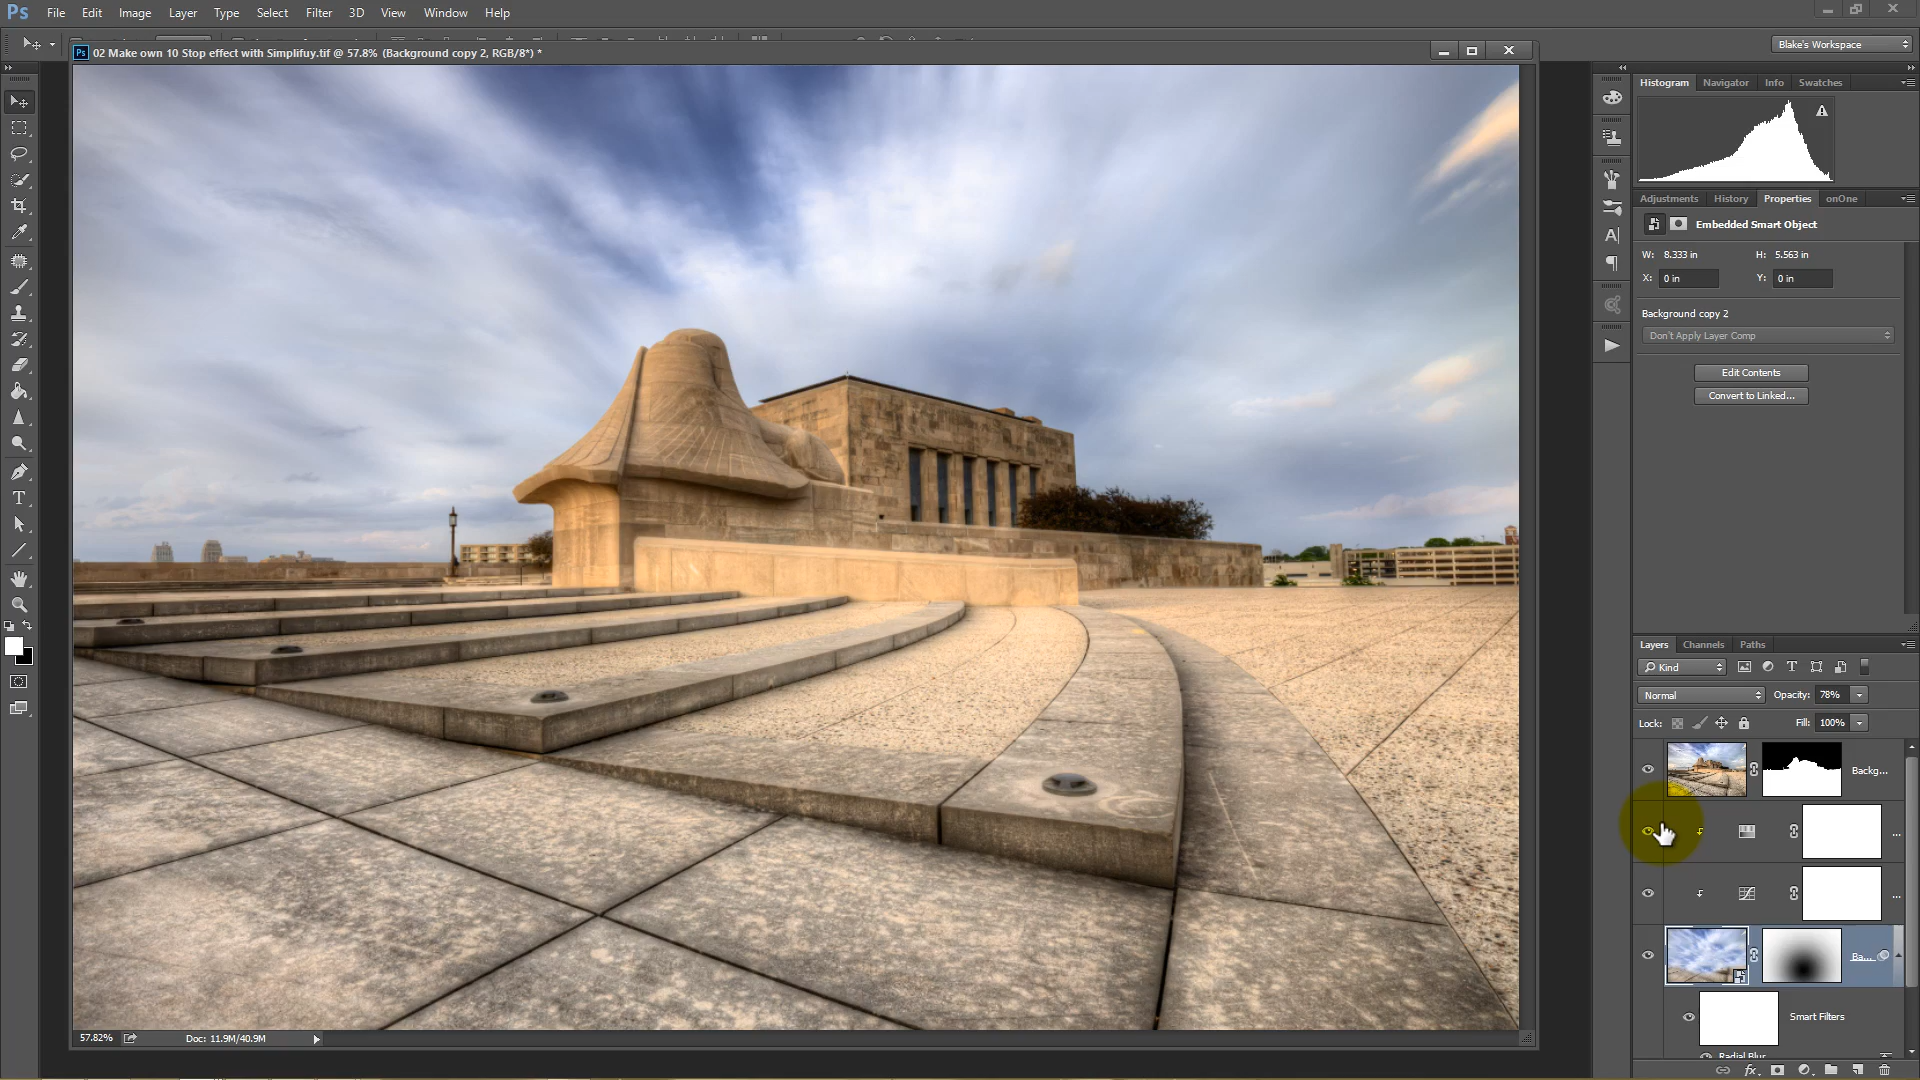 Ps File Edit Image Layer Type Select Filter 3D View Window Help
Blake's Workspace
Ps 02 Make own 10 Stop effect with Simplifuy.tif @ 57.8% (Background copy 2, RGB/8*) *
Histogram Navigator Info Swatches
Adjustments History Properties onOne
Embedded Smart Object
W: 8.333 in H: 5.563 in
X: 0 in Y: 0 in
Background copy 2
Don't Apply Layer Comp
Edit Contents
Convert to Linked...
Layers Channels Paths
Kind
Normal Opacity: 78%
Lock: Fill: 100%
Backg...
...
...
Ba...
Smart Filters
Radial Blur
57.82% Doc: 11.9M/40.9M